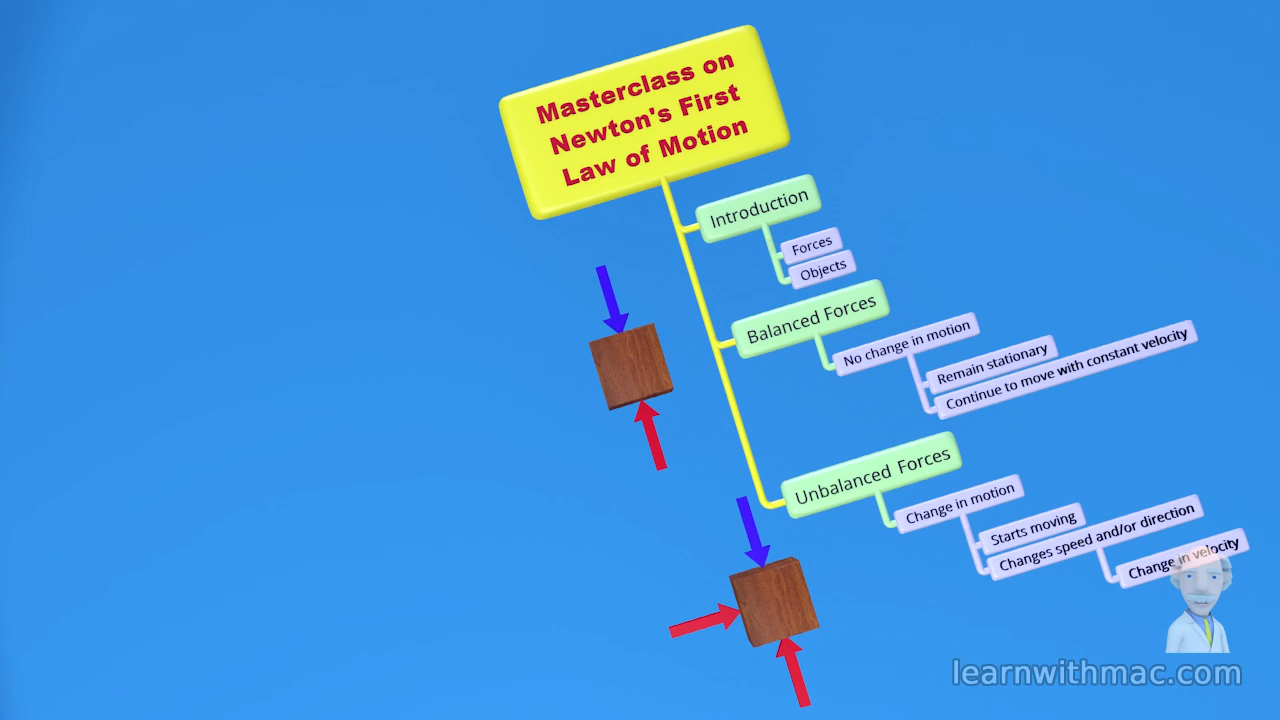 Masterclass on
Newton's First
Law of Motion
Introduction
Forces
Objects
Balanced Forces
No change in motion
Remain stationary
Continue to move with constant velocity
Unbalanced Forces
Change in motion
Starts moving
Changes speed and/or direction
Change in velocity
learnwithmac.com